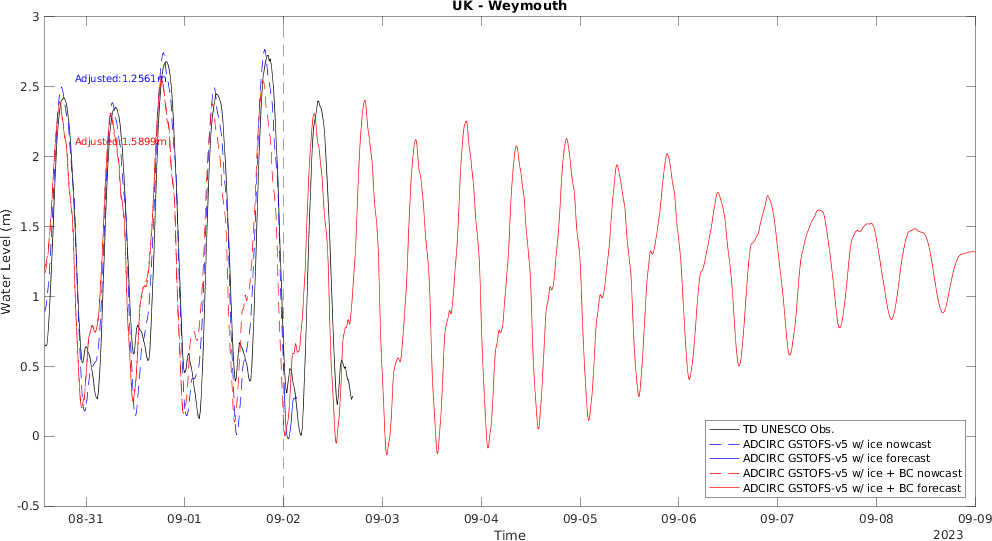 UK - Weymouth
3
2.5
2
1.5
1
0.5
0
-0.5
Water Level (m)
Adjusted:1.2561m
Adjusted:1.5899m
TD UNESCO Obs.
ADCIRC GSTOFS-v5 w/ ice nowcast
ADCIRC GSTOFS-v5 w/ ice forecast
ADCIRC GSTOFS-v5 w/ ice + BC nowcast
ADCIRC GSTOFS-v5 w/ ice + BC forecast
08-31 09-01 09-02 09-03 09-04 09-05 09-06 09-07 09-08 09-09
Time
2023